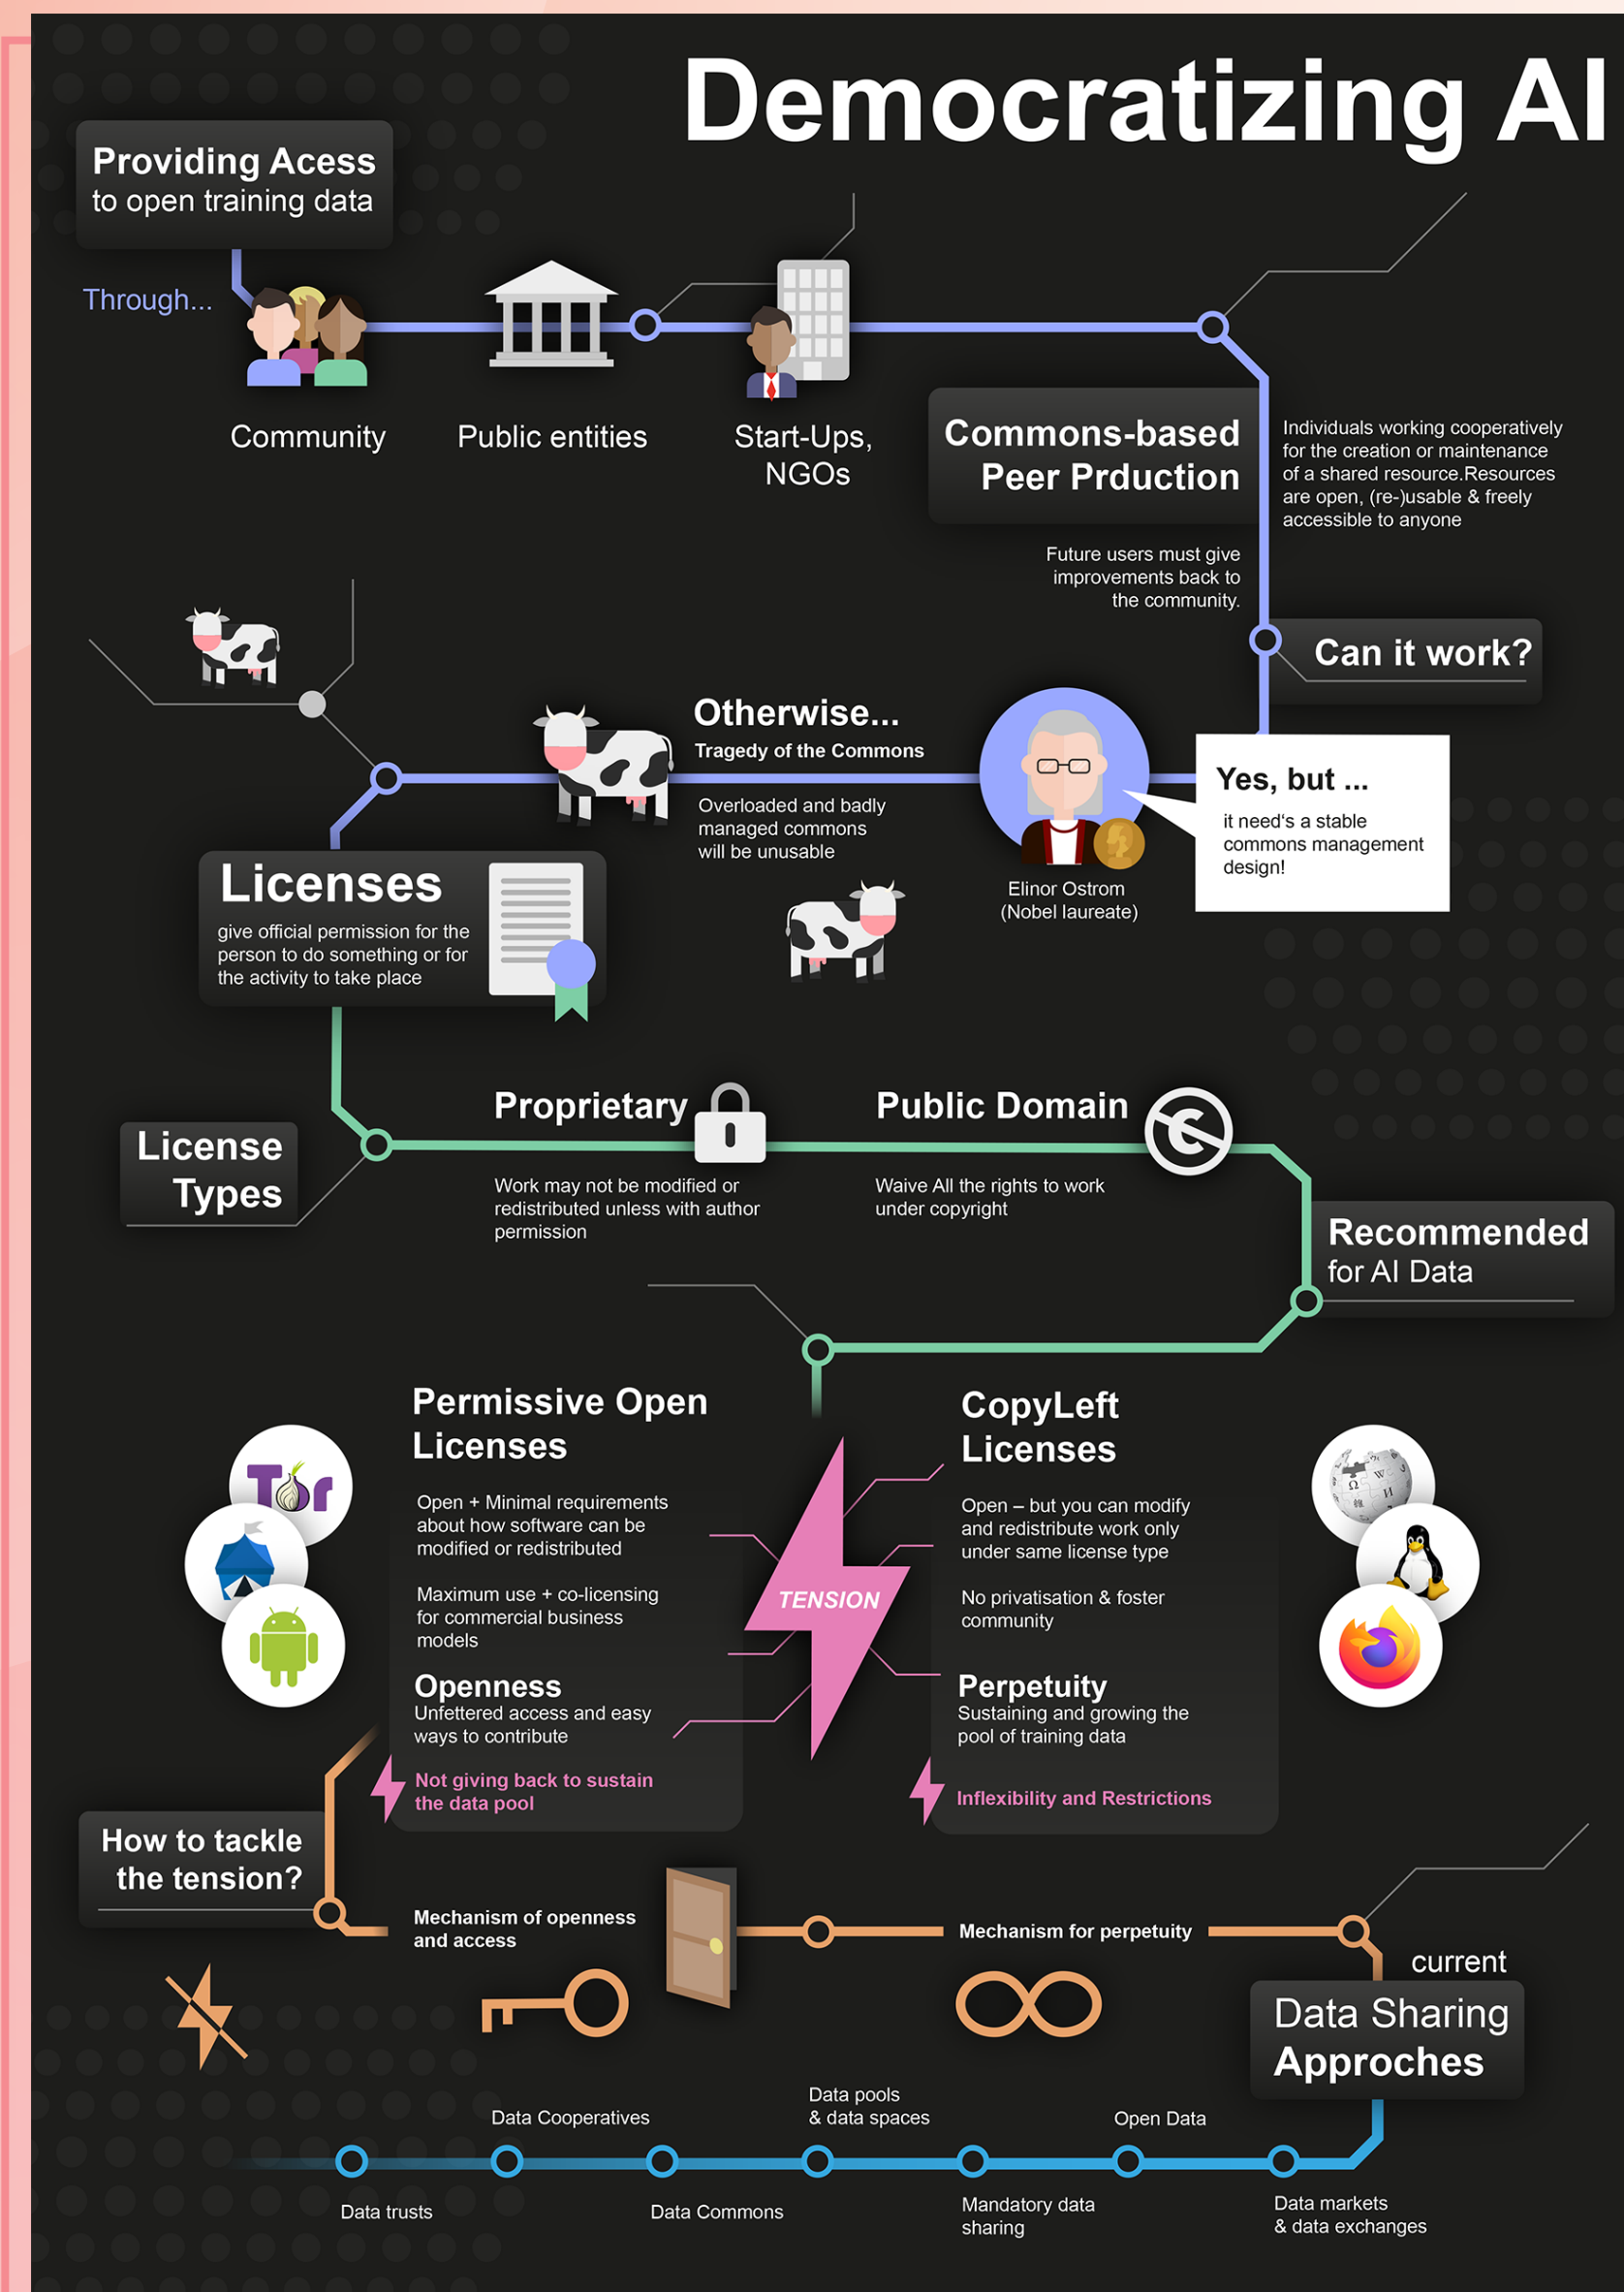 Democratizing AI
Providing Acess
to open training data
Through...
Community
Public entities
Start-Ups,
NGOs
Commons-based
Peer Prduction
Individuals working cooperatively
for the creation or maintenance
of a shared resource.Resources
are open, (re-)usable & freely
accessible to anyone
Future users must give
improvements back to
the community.
Can it work?
Yes, but ...
it need's a stable
commons management
design!
Elinor Ostrom
(Nobel laureate)
Otherwise...
Tragedy of the Commons
Overloaded and badly
managed commons
will be unusable
Licenses
give official permission for the
person to do something or for
the activity to take place
License
Types
Proprietary
Work may not be modified or
redistributed unless with author
permission
Public Domain
Waive All the rights to work
under copyright
Recommended
for AI Data
Permissive Open
Licenses
Open + Minimal requirements
about how software can be
modified or redistributed
Maximum use + co-licensing
for commercial business
models
Openness
Unfettered access and easy
ways to contribute
Not giving back to sustain
the data pool
Tor
TENSION
CopyLeft
Licenses
Open – but you can modify
and redistribute work only
under same license type
No privatisation & foster
community
Perpetuity
Sustaining and growing the
pool of training data
Inflexibility and Restrictions
How to tackle
the tension?
Mechanism of openness
and access
Mechanism for perpetuity
current
Data Sharing
Approches
Data markets
& data exchanges
Open Data
Mandatory data
sharing
Data pools
& data spaces
Data Commons
Data Cooperatives
Data trusts